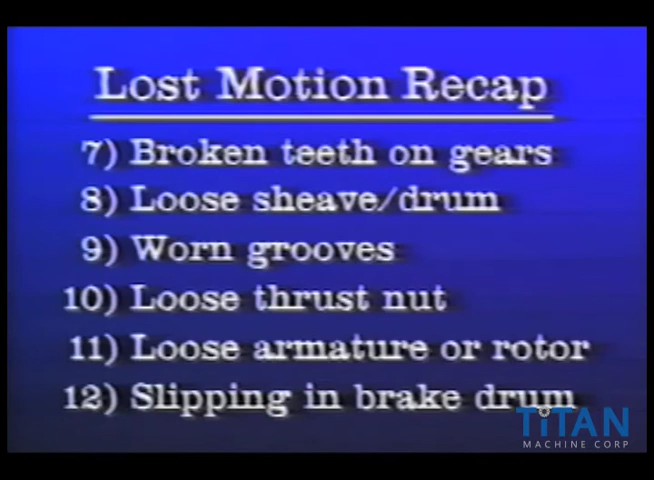 Lost Motion Recap
7) Broken teeth on gears
8) Loose sheave/drum
9) Worn grooves
10) Loose thrust nut
11) Loose armature or rotor
12) Slipping in brake drum
TiTAN
MACHINE CORP